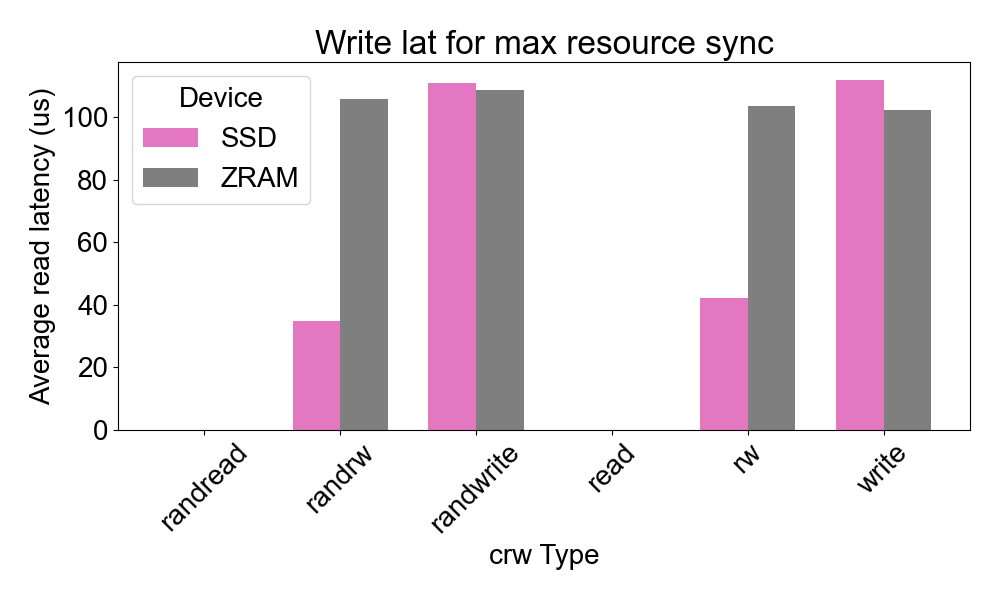 Write lat for max resource sync
Average read latency (us)
100
80
60
40
20
0
Device
SSD
ZRAM
randread
randrw
randwrite
read
rw
write
crw Type